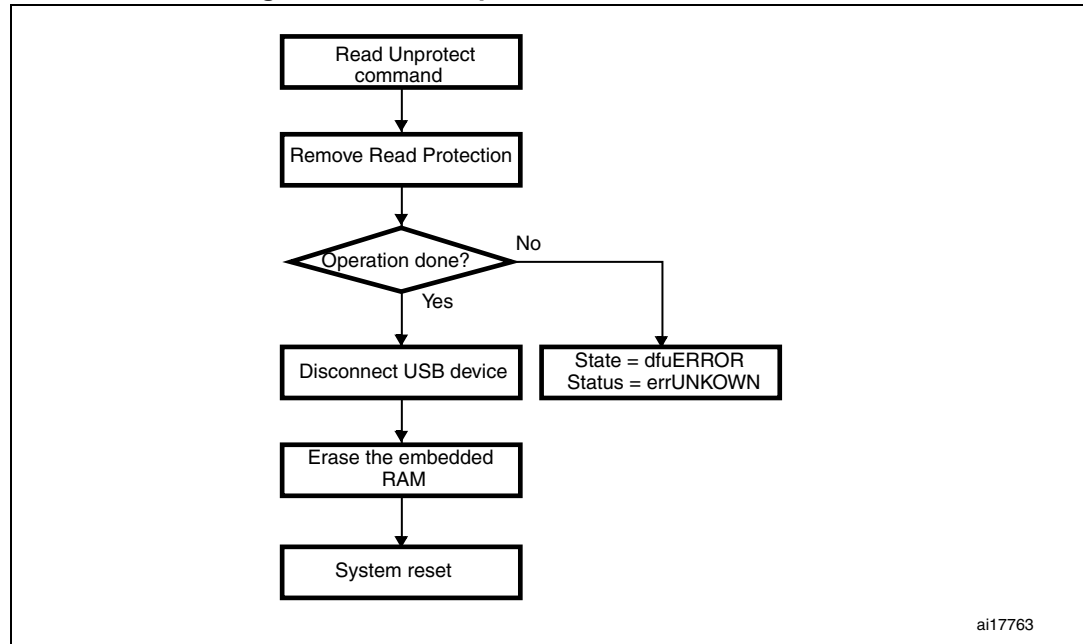 Read Unprotect
command
Remove Read Protection
Operation done?
No
Yes
Disconnect USB device
State = dfuERROR
Status = errUNKOWN
Erase the embedded
RAM
System reset
ai17763